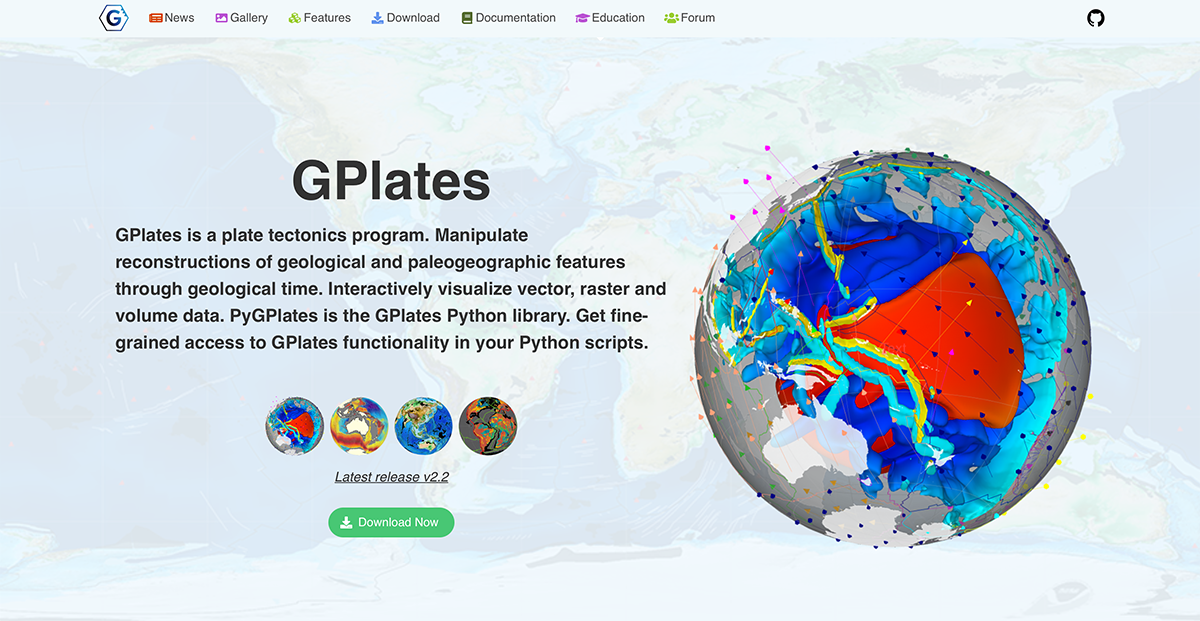 G
News
Gallery
Features
Download
Documentation
Education
Forum
GPlates
GPlates is a plate tectonics program. Manipulate
reconstructions of geological and paleogeographic features
through geological time. Interactively visualize vector, raster and
volume data. PyGPlates is the GPlates Python library. Get fine-
grained access to GPlates functionality in your Python scripts.
Latest release v2.2
Download Now